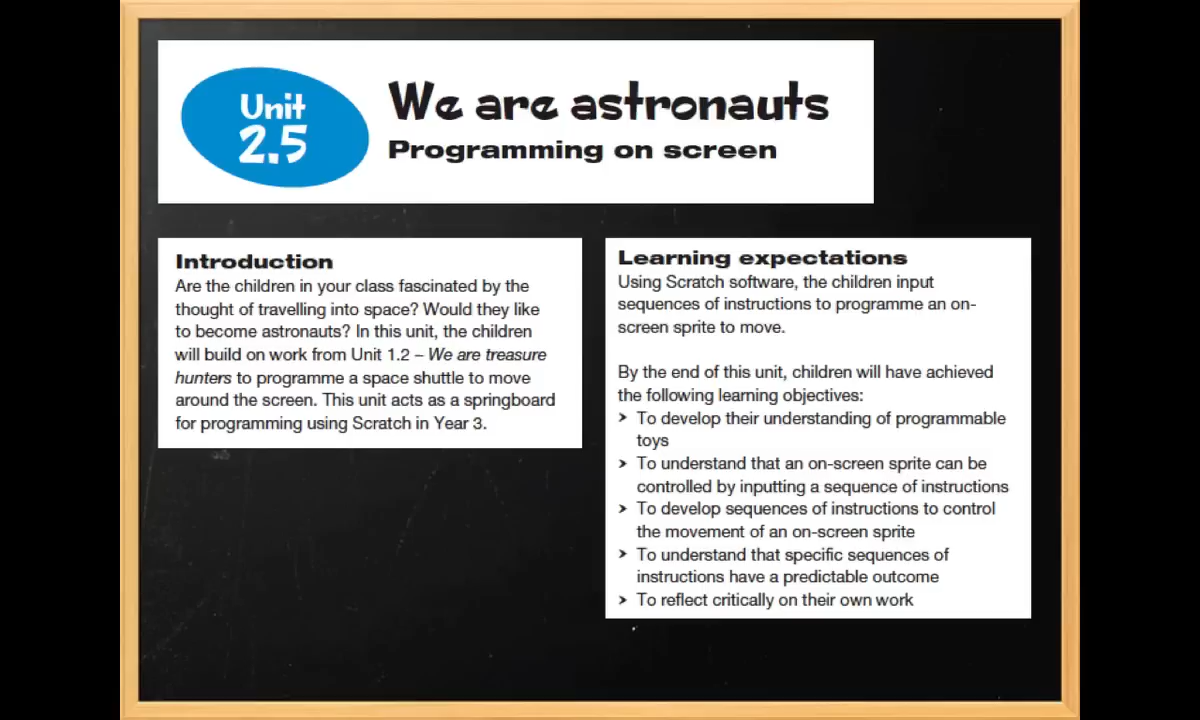 Unit
2.5
We are astronauts
Programming on screen
Introduction
Are the children in your class fascinated by the
thought of travelling into space? Would they like
to become astronauts? In this unit, the children
will build on work from Unit 1.2 – We are treasure
hunters to programme a space shuttle to move
around the screen. This unit acts as a springboard
for programming using Scratch in Year 3.
Learning expectations
Using Scratch software, the children input
sequences of instructions to programme an on-
screen sprite to move.
By the end of this unit, children will have achieved
the following learning objectives:
➤ To develop their understanding of programmable
toys
➤ To understand that an on-screen sprite can be
controlled by inputting a sequence of instructions
➤ To develop sequences of instructions to control
the movement of an on-screen sprite
➤ To understand that specific sequences of
instructions have a predictable outcome
➤ To reflect critically on their own work